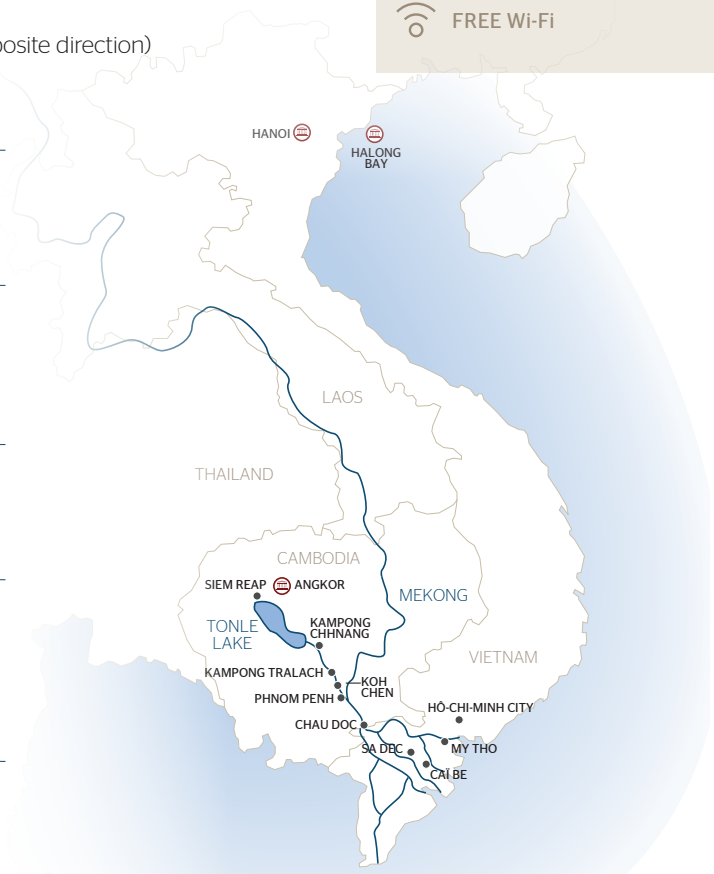 FREE Wi-Fi
posite direction)
HANOI
HALONG
BAY
LAOS
THAILAND
CAMBODIA
SIEM REAP
ANGKOR
MEKONG
TONLE
LAKE
KAMPONG
CHHNANG
VIETNAM
KAMPONG TRALACH
KOH
CHEN
PHNOM PENH
HÔ-CHI-MINH CITY
CHAU DOC
SA DEC
MY THO
CAÏ BE